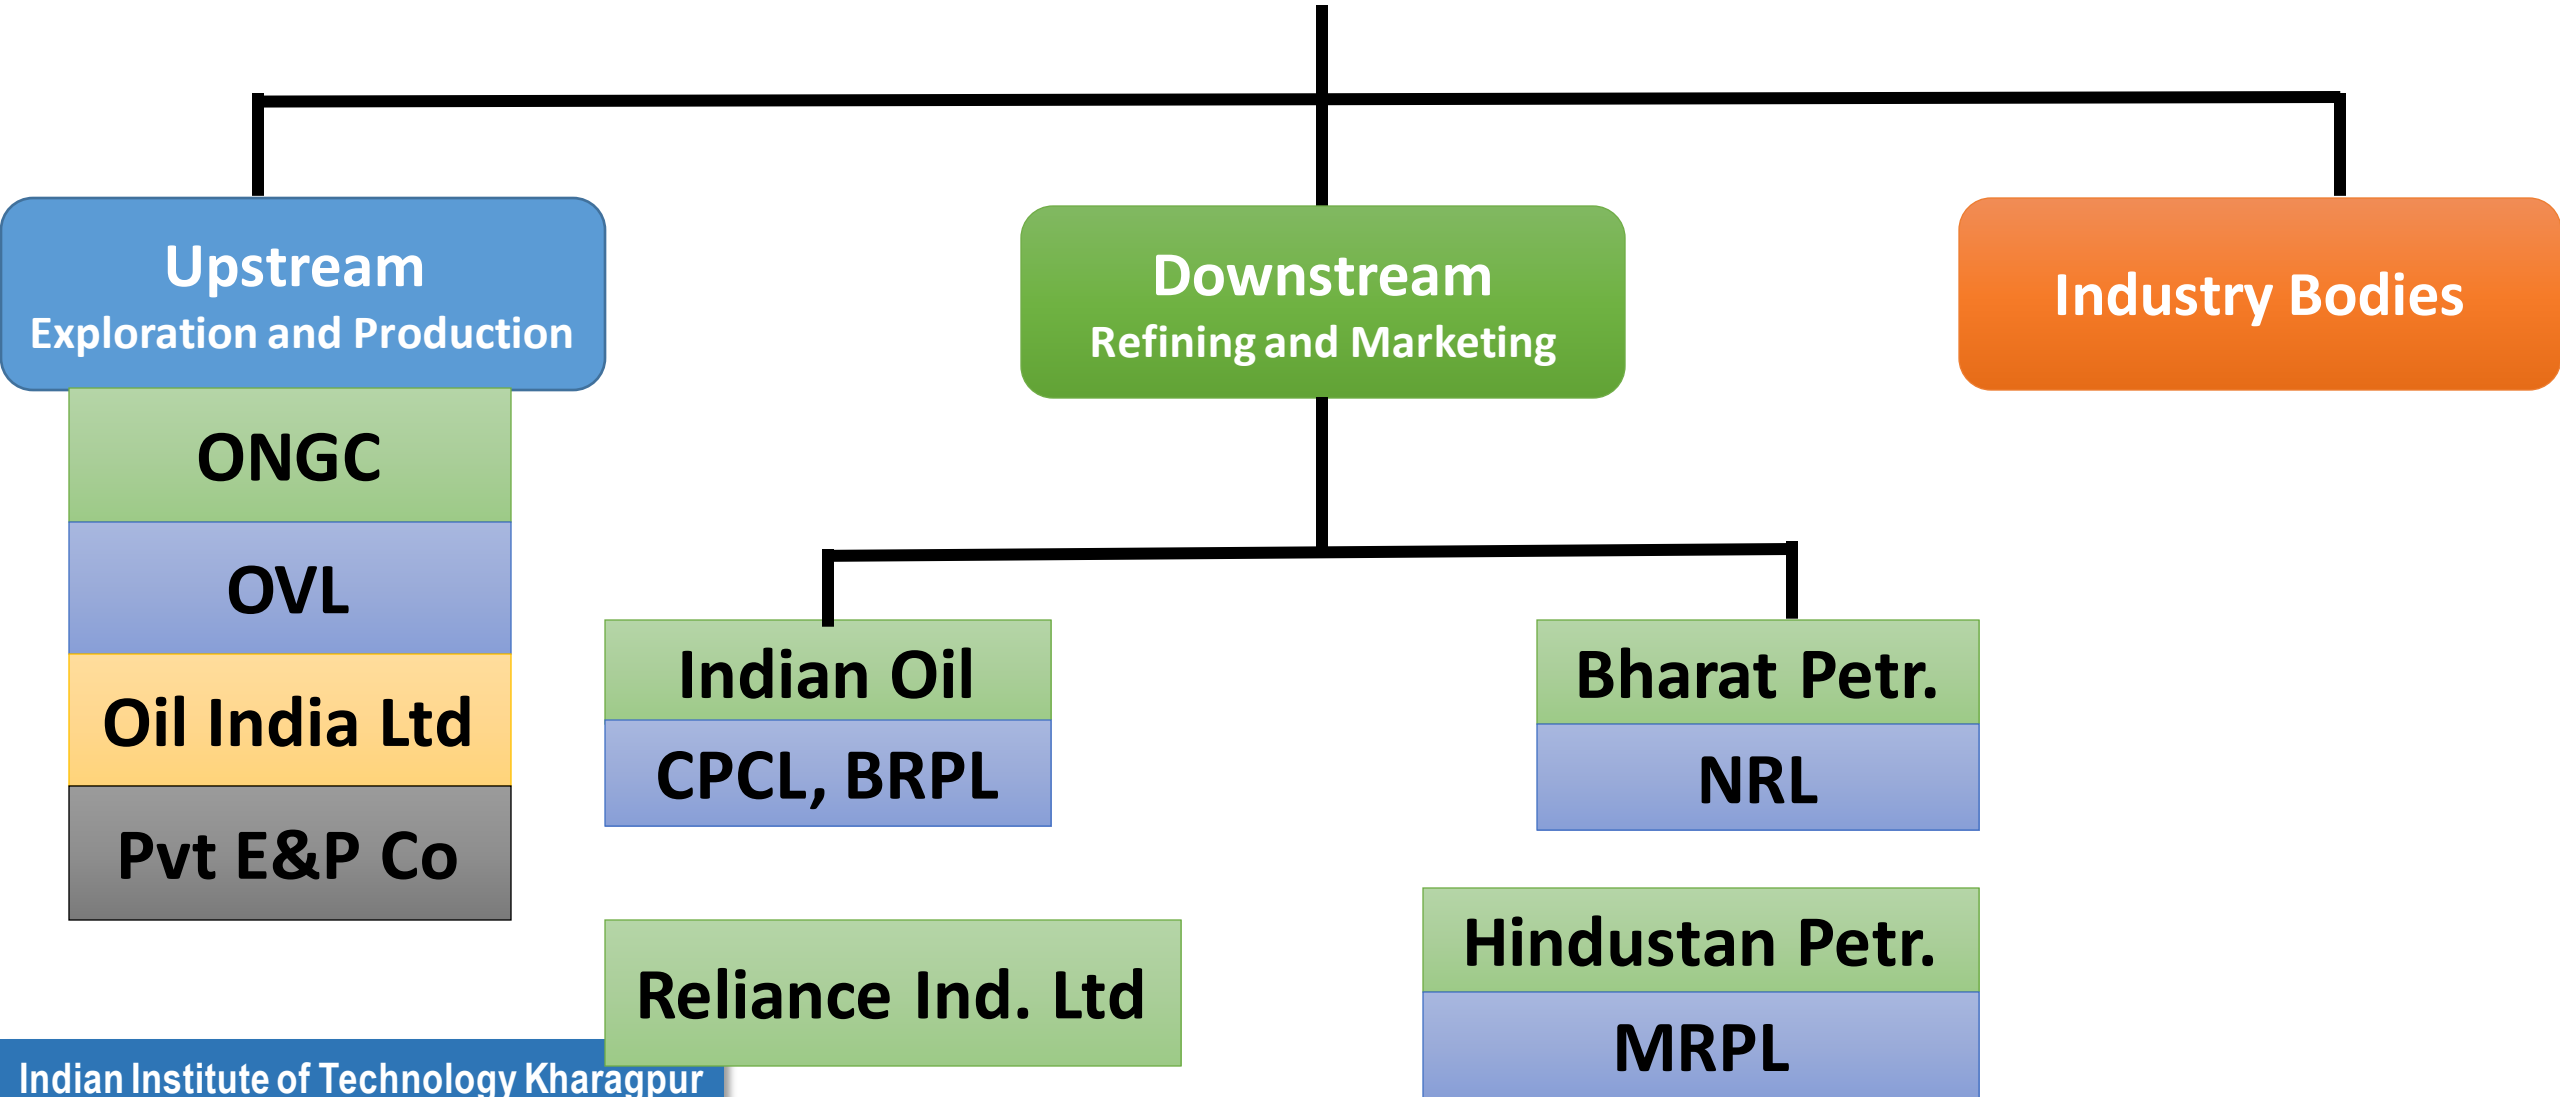 Upstream
Exploration and Production
Downstream
Refining and Marketing
Industry Bodies
ONGC
OVL
Oil India Ltd
Pvt E&P Co
Indian Oil
CPCL, BRPL
Bharat Petr.
NRL
Reliance Ind. Ltd
Hindustan Petr.
MRPL
Indian Institute of Technology Kharagpur